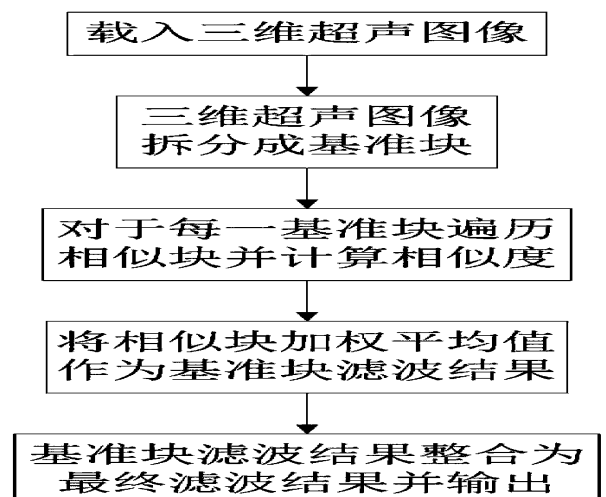 载入三维超声图像
三维超声图像
拆分成基准块
对于每一基准块遍历
相似块并计算相似度
将相似块加权平均值
作为基准块滤波结果
基准块滤波结果整合为
最终滤波结果并输出